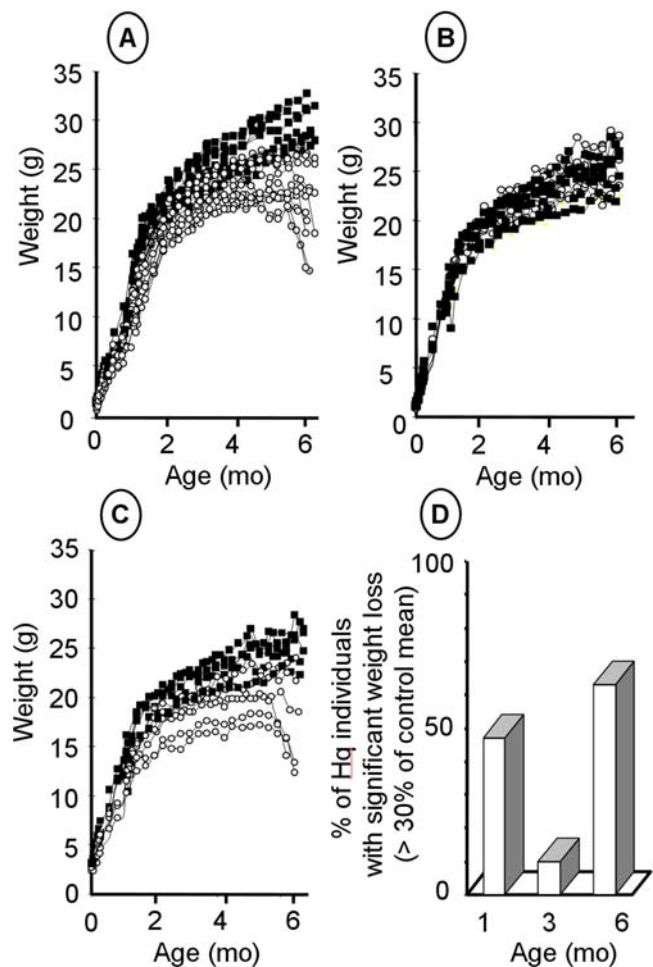 A
35
30
25
20
15
10
5
0
Weight (g)
0 2 4 6
Age (mo)
B
35
30
25
20
15
10
5
0
Weight (g)
0 2 4 6
Age (mo)
C
35
30
25
20
15
10
5
0
Weight (g)
0 2 4 6
Age (mo)
D
% of Hq individuals
with significant weight loss
(> 30% of control mean)
100
50
0
1 3 6
Age (mo)